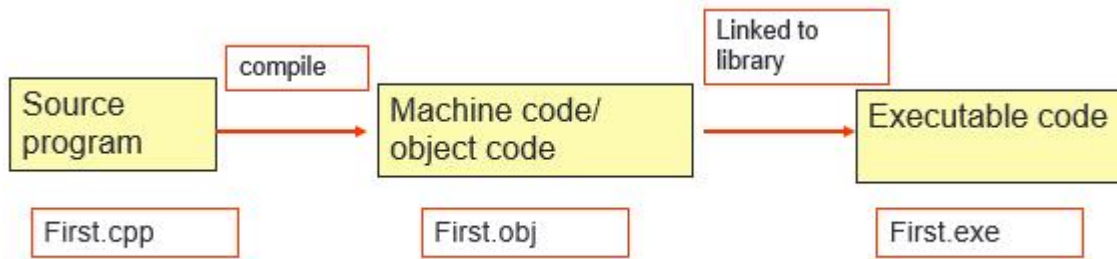 compile
Linked to
library
Source
program
Machine code/
object code
Executable code
First.cpp
First.obj
First.exe